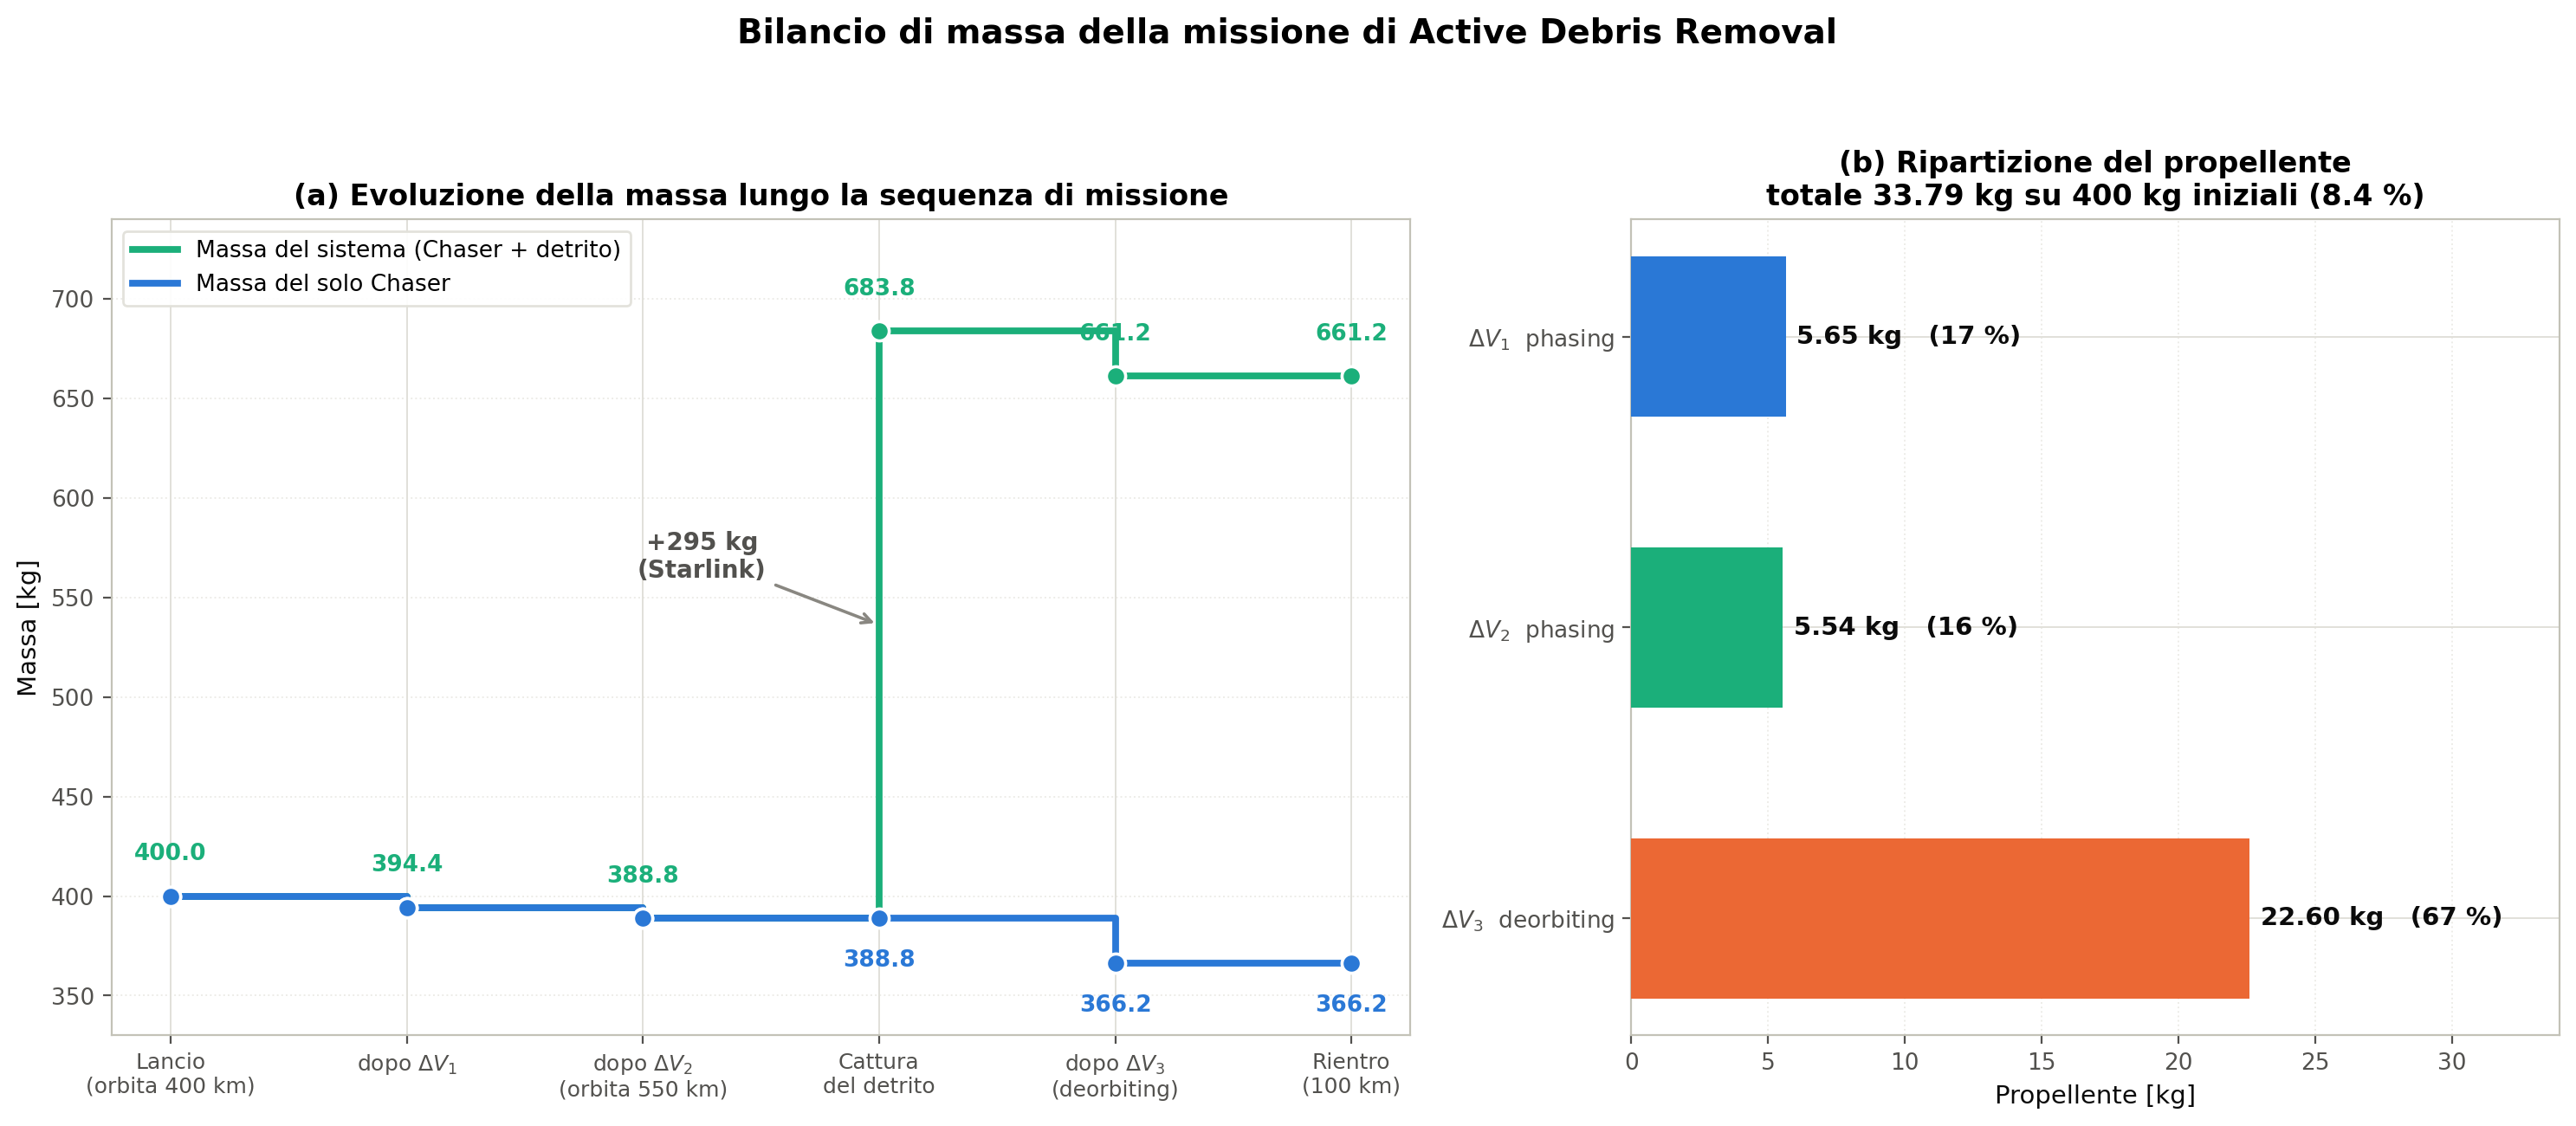 Bilancio di massa della missione di Active Debris Removal
(a) Evoluzione della massa lungo la sequenza di missione
Massa del sistema (Chaser + detrito)
Massa del solo Chaser
Massa [kg]
700
650
600
550
500
450
400
350
683.8
661.2
661.2
+295 kg
(Starlink)
400.0
394.4
388.8
388.8
366.2
366.2
Lancio
(orbita 400 km)
dopo ΔV₁
dopo ΔV₂
(orbita 550 km)
Cattura
del detrito
dopo ΔV₃
(deorbiting)
Rientro
(100 km)
(b) Ripartizione del propellente
totale 33.79 kg su 400 kg iniziali (8.4 %)
ΔV₁ phasing
5.65 kg (17 %)
ΔV₂ phasing
5.54 kg (16 %)
ΔV₃ deorbiting
22.60 kg (67 %)
0 5 10 15 20 25 30
Propellente [kg]